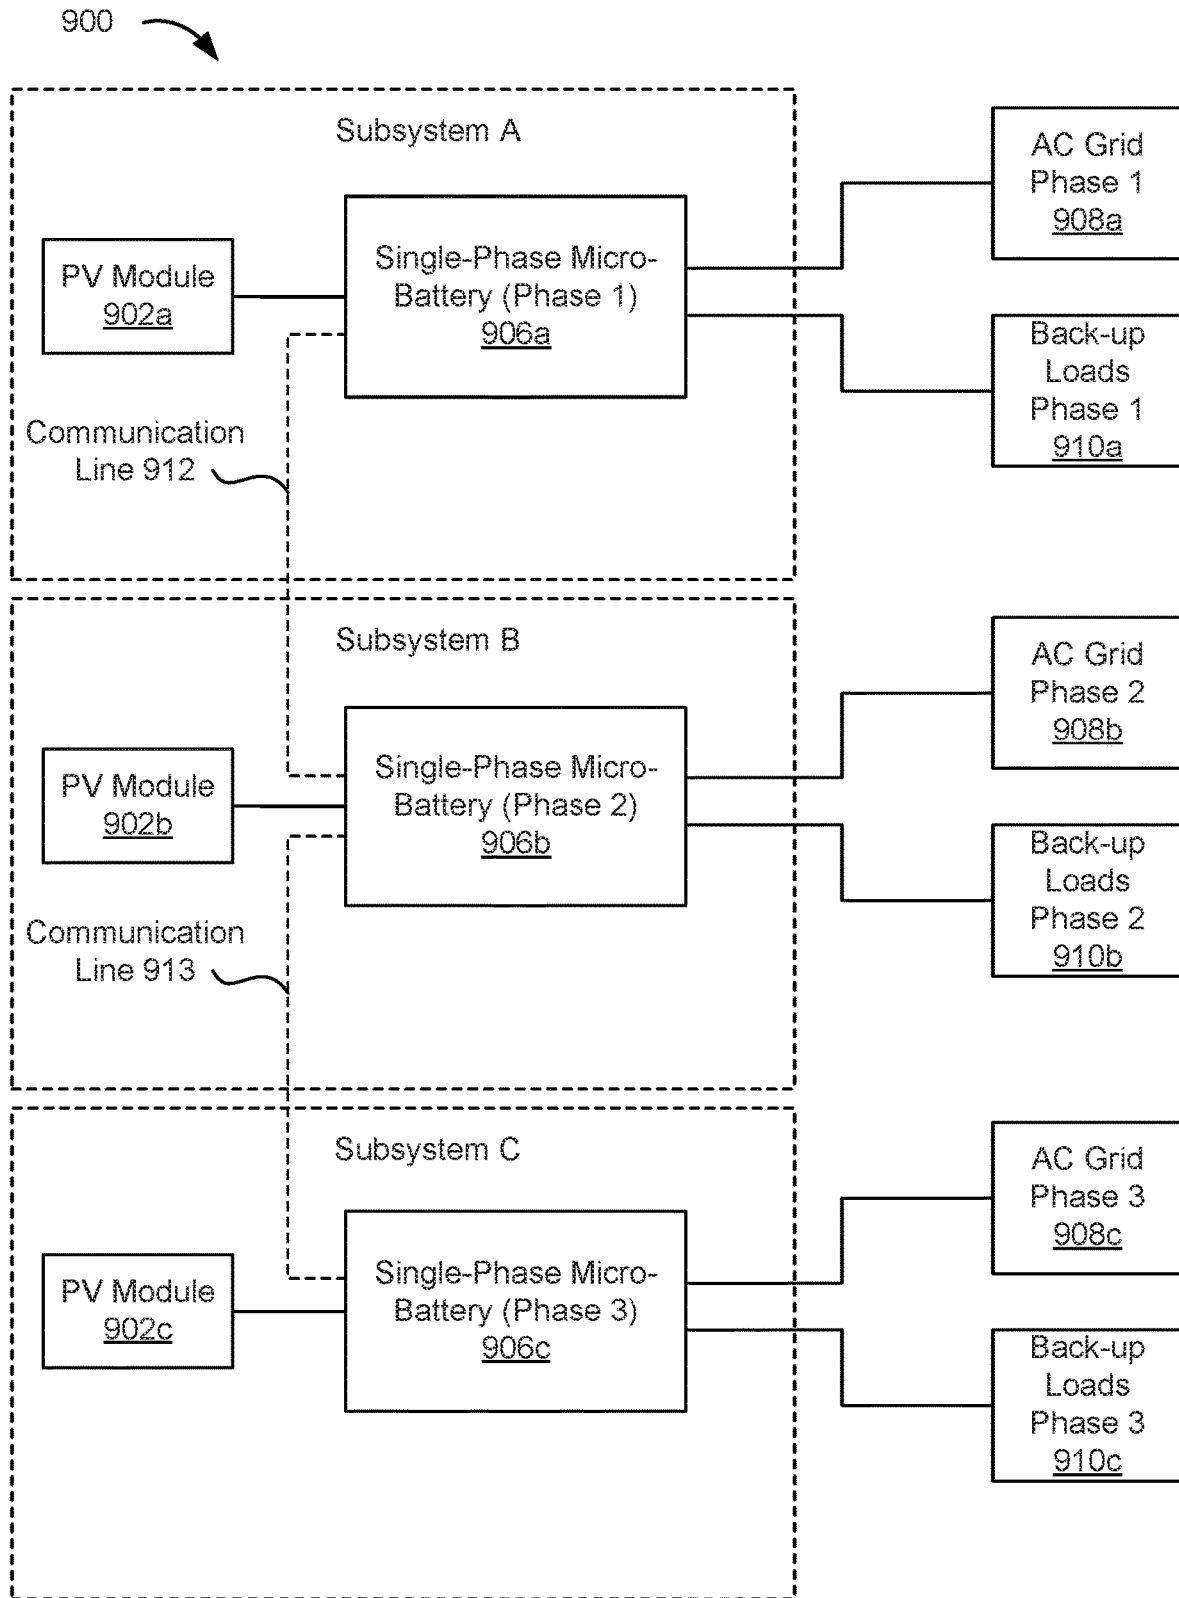 900
Subsystem A
PV Module
902a
Single-Phase Micro-
Battery (Phase 1)
906a
AC Grid
Phase 1
908a
Back-up
Loads
Phase 1
910a
Communication
Line 912
Subsystem B
PV Module
902b
Single-Phase Micro-
Battery (Phase 2)
906b
AC Grid
Phase 2
908b
Back-up
Loads
Phase 2
910b
Communication
Line 913
Subsystem C
PV Module
902c
Single-Phase Micro-
Battery (Phase 3)
906c
AC Grid
Phase 3
908c
Back-up
Loads
Phase 3
910c